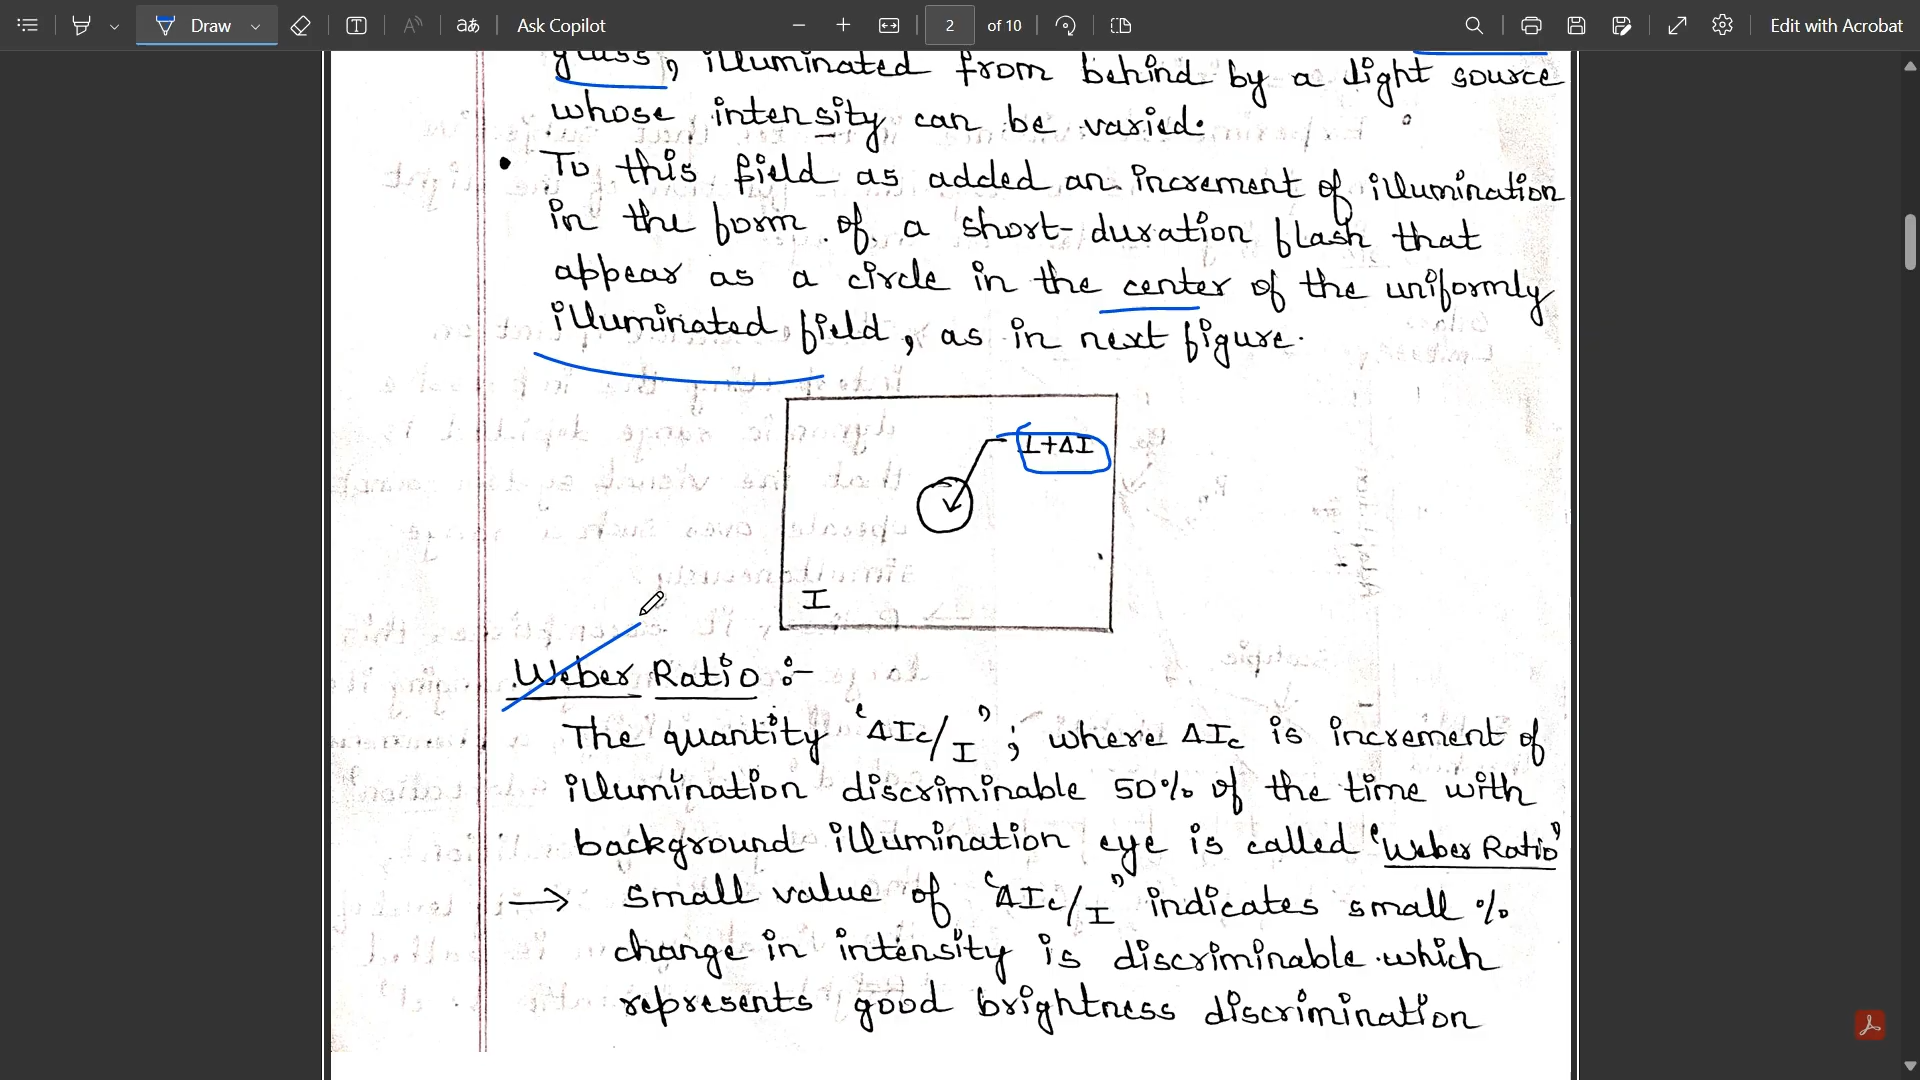 Draw
Ask Copilot
2 of 10
Edit with Acrobat
glass, illuminated from behind by a light source
whose intensity can be varied.
• To this field as added an increment of illumination
in the form of a short-duration flash that
appear as a circle in the center of the uniformly
illuminated field, as in next figure.
I+ΔI
I
Weber Ratio :-
The quantity 'ΔIc/I'; where ΔIc is increment of
illumination discriminable 50% of the time with
background illumination eye is called 'Weber Ratio'
→ small value of 'ΔIc/I' indicates small %
change in intensity is discriminable which
represents good brightness discrimination